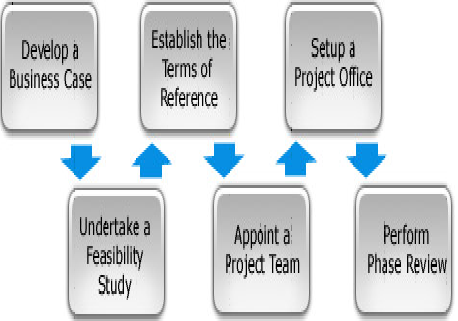 Develop a
Business Case
Undertake a
Feasibility
Study
Establish the
Terms of
Reference
Appoint a
Project Team
Setup a
Project Office
Perform
Phase Review